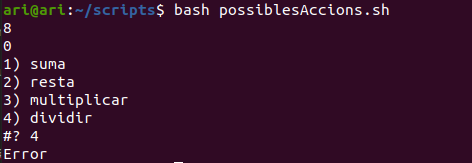 ari@ari:~/scripts$ bash possiblesAccions.sh
8
0
1) suma
2) resta
3) multiplicar
4) dividir
#? 4
Error